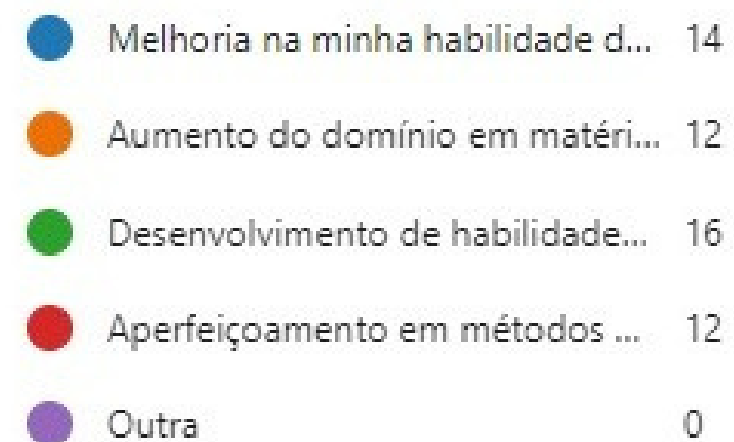 Melhoria na minha habilidade d... 14
Aumento do domínio em matéri... 12
Desenvolvimento de habilidade... 16
Aperfeiçoamento em métodos ... 12
Outra 0